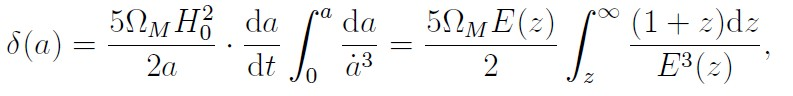 δ(a) = \frac{5Ω_M H_0^2}{2a} · \frac{da}{dt} \int_0^a \frac{da}{\dot{a}^3} = \frac{5Ω_M E(z)}{2} \int_z^∞ \frac{(1 + z)dz}{E^3(z)},